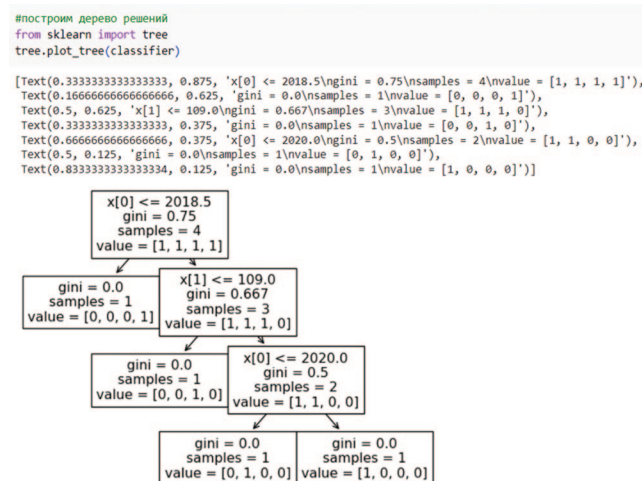 #построим дерево решений
from sklearn import tree
tree.plot_tree(classifier)
[Text(0.3333333333333333, 0.875, 'x[0] <= 2018.5\ngini = 0.75\nsamples = 4\nvalue = [1, 1, 1, 1]'),
Text(0.16666666666666666, 0.625, 'gini = 0.0\nsamples = 1\nvalue = [0, 0, 0, 1]'),
Text(0.5, 0.625, 'x[1] <= 109.0\ngini = 0.667\nsamples = 3\nvalue = [1, 1, 1, 0]'),
Text(0.3333333333333333, 0.375, 'gini = 0.0\nsamples = 1\nvalue = [0, 0, 1, 0]'),
Text(0.6666666666666666, 0.375, 'x[0] <= 2020.0\ngini = 0.5\nsamples = 2\nvalue = [1, 1, 0, 0]'),
Text(0.5, 0.125, 'gini = 0.0\nsamples = 1\nvalue = [0, 1, 0, 0]'),
Text(0.8333333333333334, 0.125, 'gini = 0.0\nsamples = 1\nvalue = [1, 0, 0, 0]')]
x[0] <= 2018.5
gini = 0.75
samples = 4
value = [1, 1, 1, 1]
gini = 0.0
samples = 1
value = [0, 0, 0, 1]
x[1] <= 109.0
gini = 0.667
samples = 3
value = [1, 1, 1, 0]
gini = 0.0
samples = 1
value = [0, 0, 1, 0]
x[0] <= 2020.0
gini = 0.5
samples = 2
value = [1, 1, 0, 0]
gini = 0.0
samples = 1
value = [0, 1, 0, 0]
gini = 0.0
samples = 1
value = [1, 0, 0, 0]